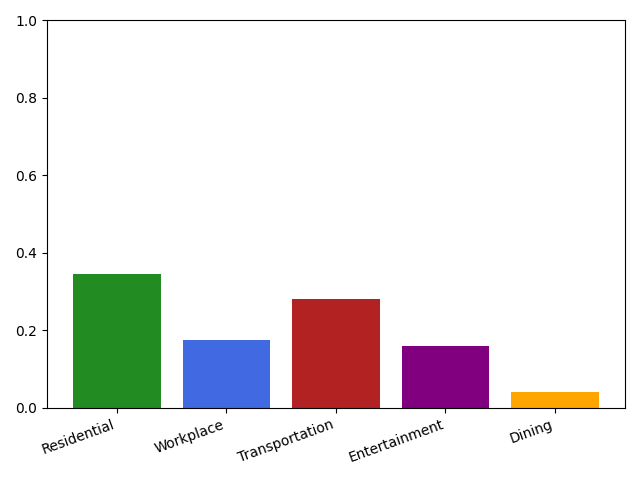 1.0
0.8
0.6
0.4
0.2
0.0
Residential
Workplace
Transportation
Entertainment
Dining